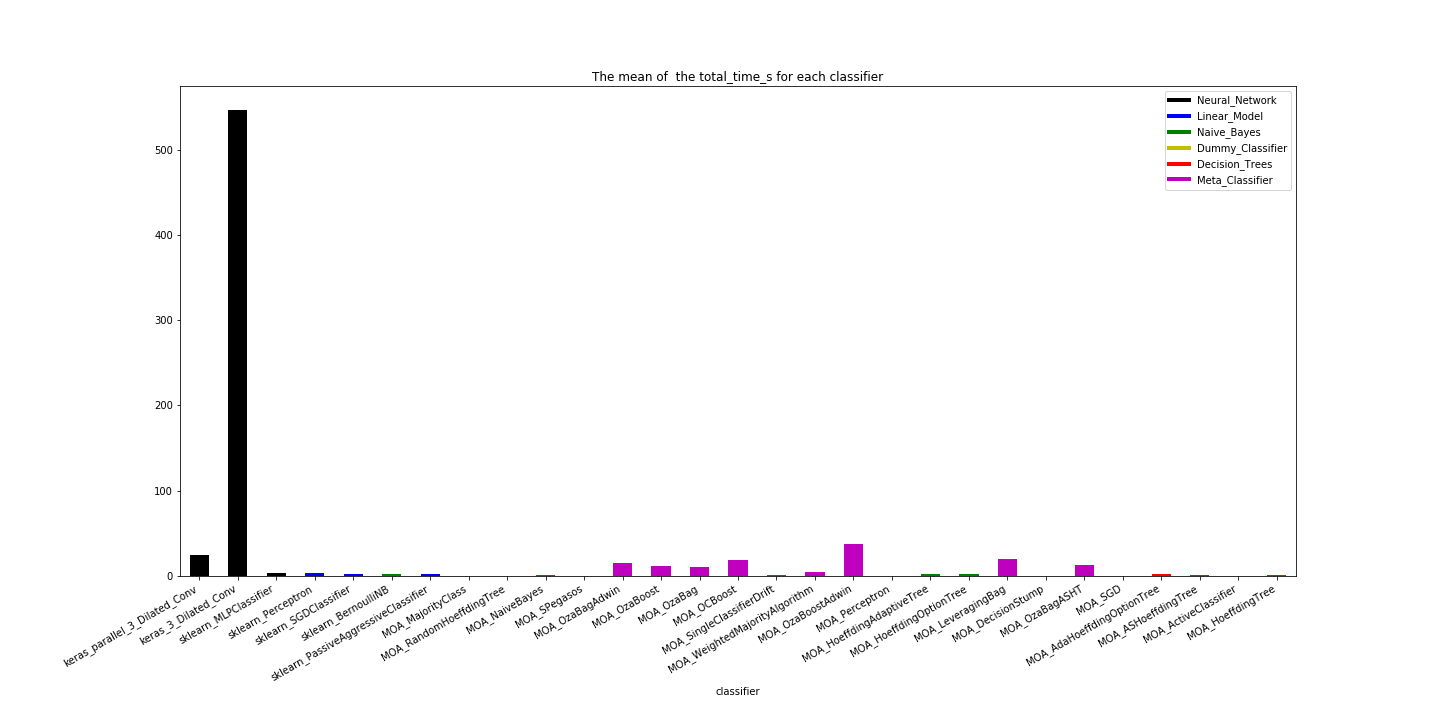 The mean of  the total_time_s for each classifier
Neural_Network
Linear_Model
Naive_Bayes
Dummy_Classifier
Decision_Trees
Meta_Classifier
500
400
300
200
100
0
keras_parallel_3_Dilated_Conv
keras_3_Dilated_Conv
sklearn_MLPClassifier
sklearn_Perceptron
sklearn_SGDClassifier
sklearn_BernoulliNB
sklearn_PassiveAggressiveClassifier
MOA_MajorityClass
MOA_RandomHoeffdingTree
MOA_NaiveBayes
MOA_SPegasos
MOA_OzaBagAdwin
MOA_OzaBoost
MOA_OzaBag
MOA_OCBoost
MOA_SingleClassifierDrift
MOA_WeightedMajorityAlgorithm
MOA_OzaBoostAdwin
MOA_Perceptron
MOA_HoeffdingAdaptiveTree
MOA_HoeffdingOptionTree
MOA_LeveragingBag
MOA_DecisionStump
MOA_OzaBagASHT
MOA_SGD
MOA_AdaHoeffdingOptionTree
MOA_ASHoeffdingTree
MOA_ActiveClassifier
MOA_HoeffdingTree
classifier